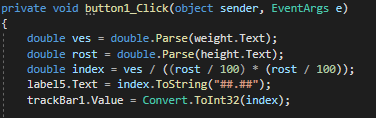 private void button1_Click(object sender, EventArgs e)
{
double ves = double.Parse(weight.Text);
double rost = double.Parse(height.Text);
double index = ves / ((rost / 100) * (rost / 100));
label5.Text = index.ToString("##.##");
trackBar1.Value = Convert.ToInt32(index);